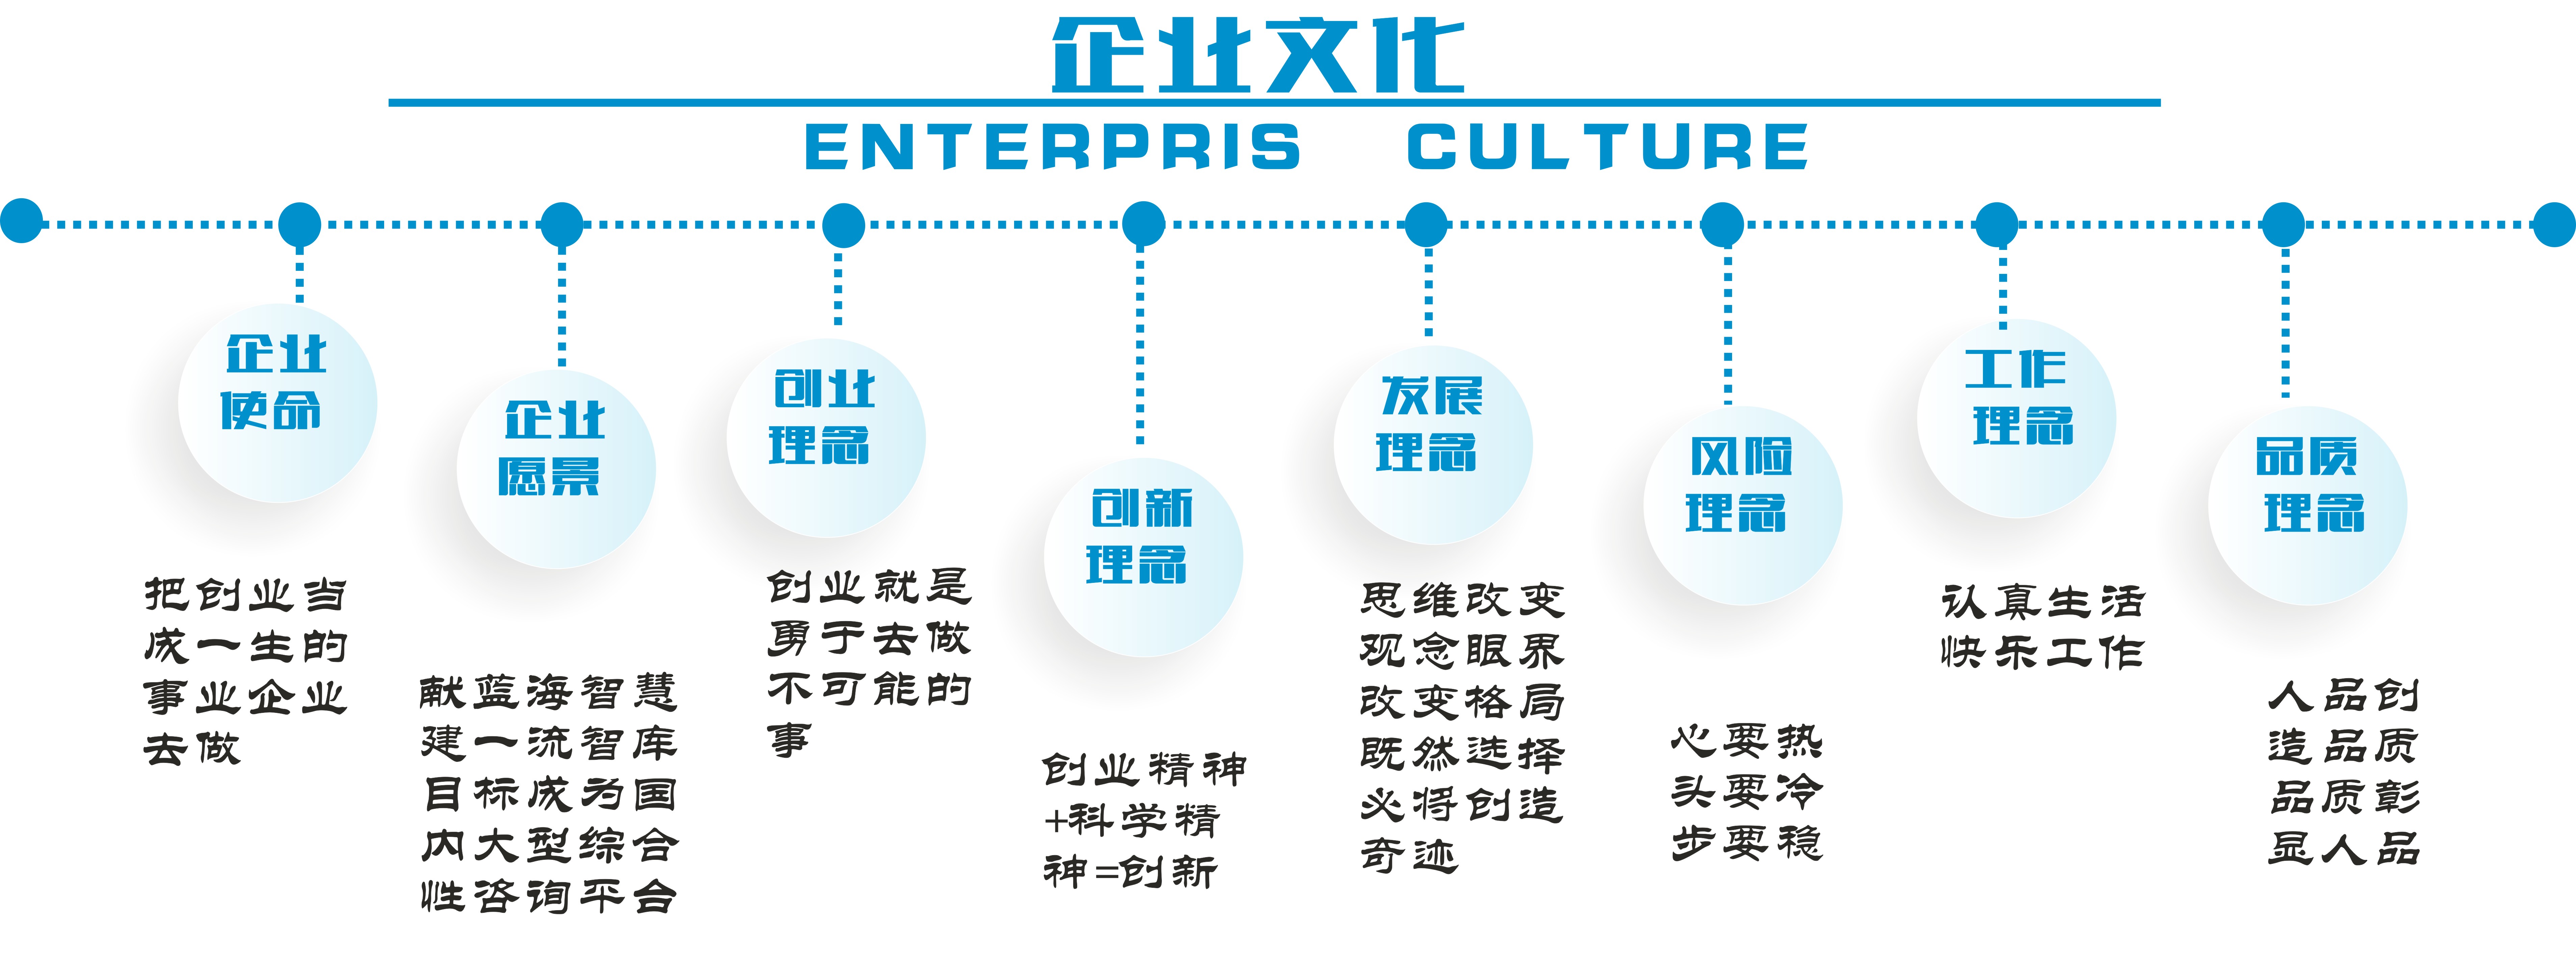 企业文化
ENTERPRIS CULTURE
企业
使命
把创业当
成一生的
事业企业
去做
企业
愿景
献蓝海智慧
建一流智库
目标成为国
内大型综合
性咨询平台
创业
理念
创业就是
勇于去做
不可能的
事
创新
理念
创业精神
+科学精
神=创新
发展
理念
思维改变
观念眼界
改变格局
既然选择
必将创造
奇迹
风险
理念
心要热
头要冷
步要稳
工作
理念
认真生活
快乐工作
品质
理念
人品创
造品质
品质彰
显人品